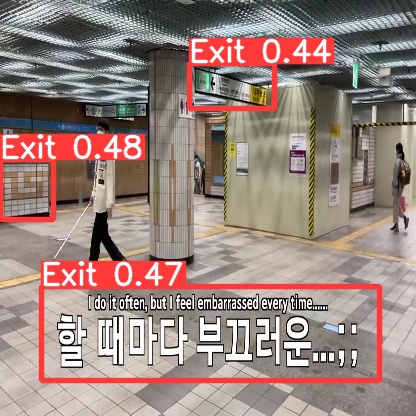 Exit 0.44
Exit 0.48
Exit 0.47
I do it often, but I feel embarrassed every time......
할 때마다 부끄러운...;;